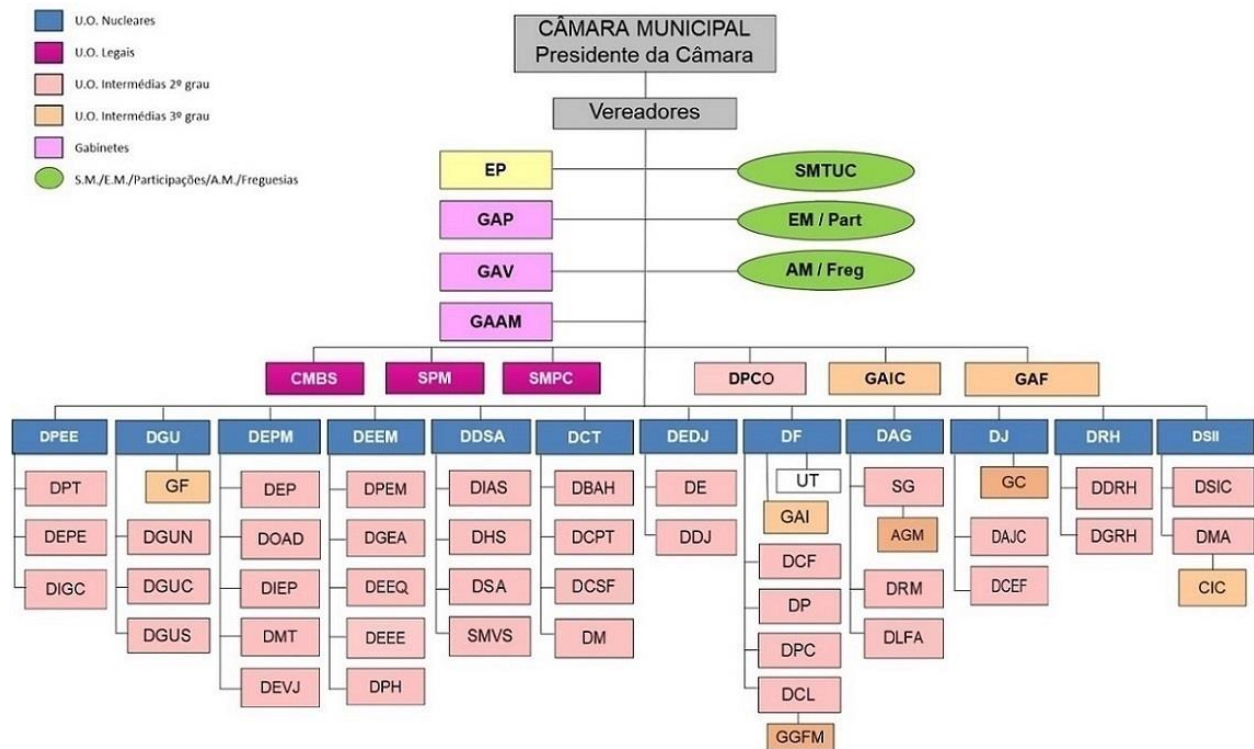 U.O. Nucleares
U.O. Legais
U.O. Intermédias 2º grau
U.O. Intermédias 3º grau
Gabinetes
S.M./E.M./Participações/A.M./Freguesias
CÂMARA MUNICIPAL
Presidente da Câmara
Vereadores
EP
SMTUC
GAP
EM / Part
GAV
AM / Freg
GAAM
CMBS
SPM
SMPC
DPCO
GAIC
GAF
DPEE
DGU
DEPM
DEEM
DDSA
DCT
DEDJ
DF
DAG
DJ
DRH
DSII
DPT
DEPE
DIGC
GF
DGUN
DGUC
DGUS
DEP
DOAD
DIEP
DMT
DEVJ
DPEM
DGEA
DEEQ
DEEE
DPH
DIAS
DHS
DSA
SMVS
DBAH
DCPT
DCSF
DM
DE
DDJ
UT
GAI
DCF
DP
DPC
DCL
GGFM
SG
AGM
DRM
DLFA
GC
DAJC
DCEF
DDRH
DGRH
DSIC
DMA
CIC